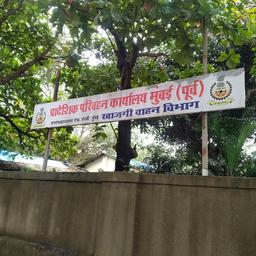 प्रादेशिक परिवहन कार्यालय मुंबई (पूर्व)
खाजगी वाहन विभाग